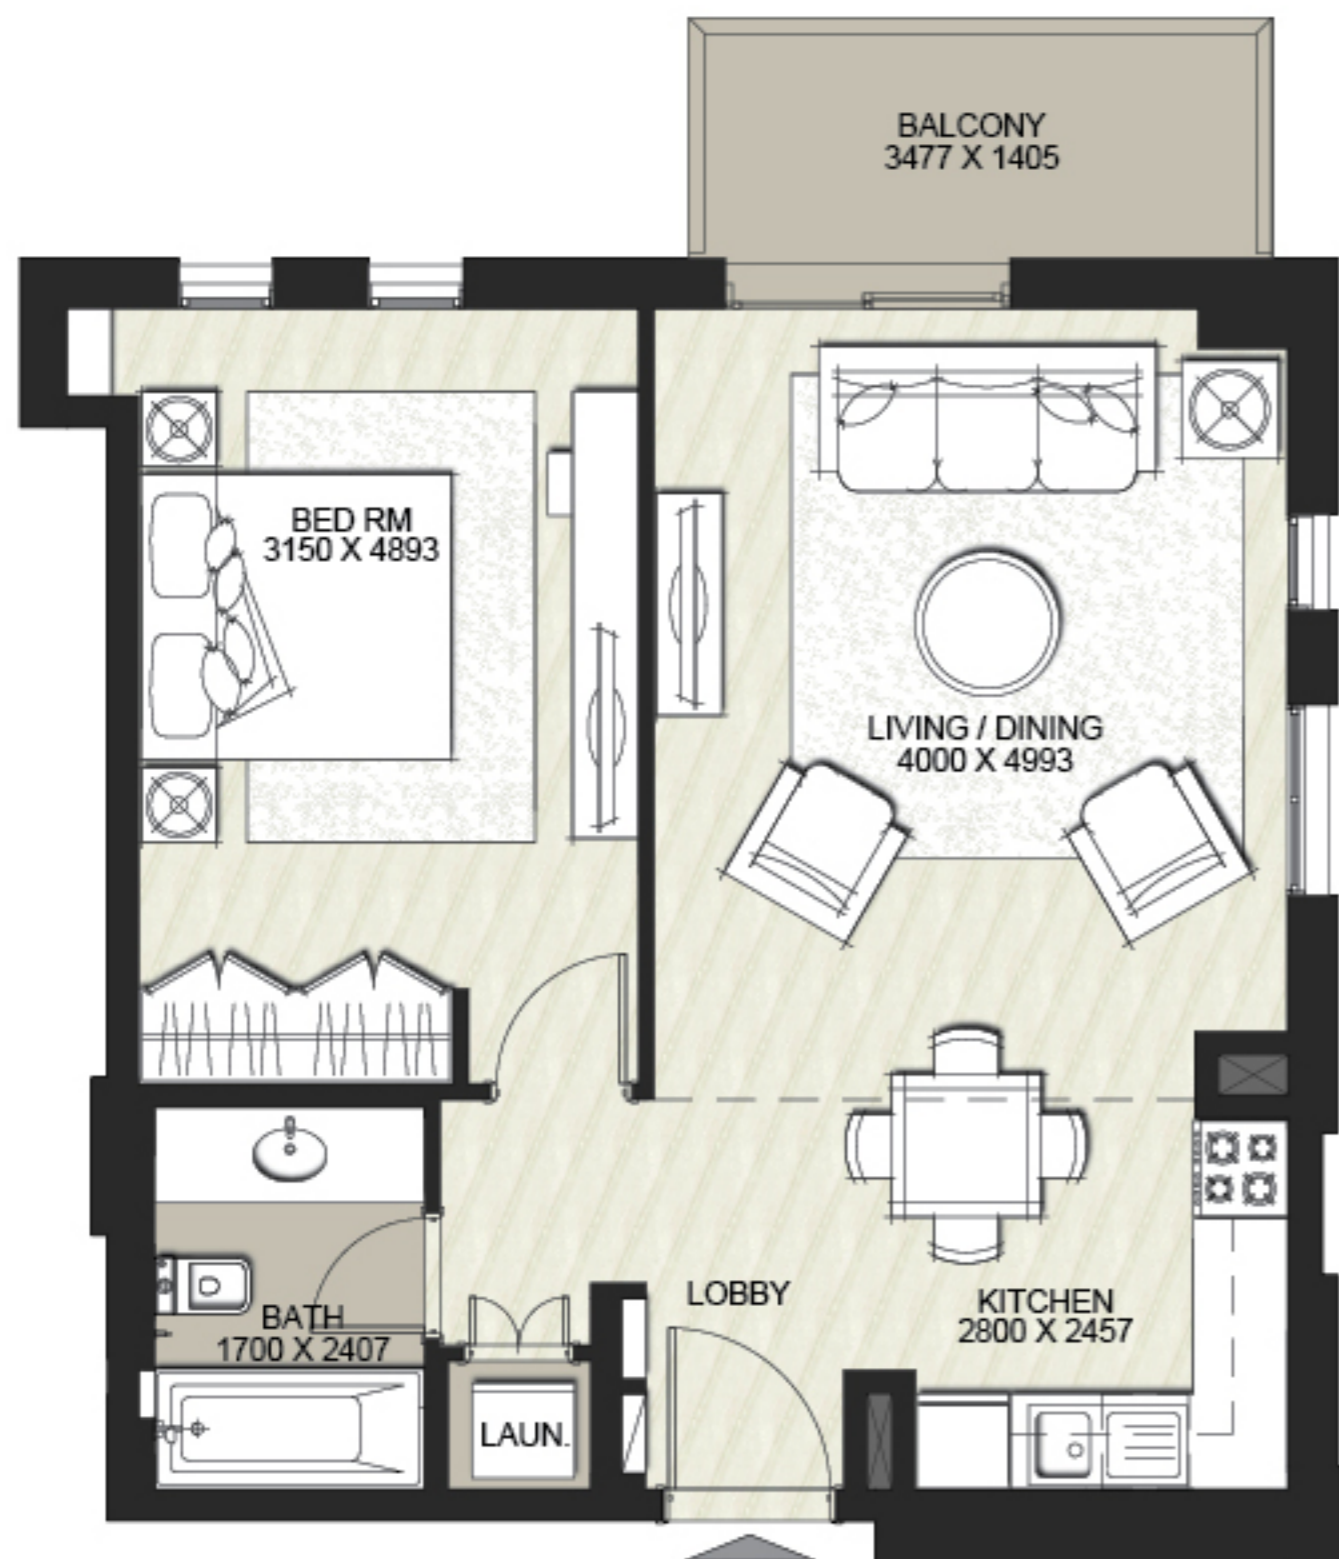 BALCONY
3477 X 1405
BED RM
3150 X 4893
LIVING / DINING
4000 X 4993
LOBBY
KITCHEN
2800 X 2457
BATH
1700 X 2407
LAUN.